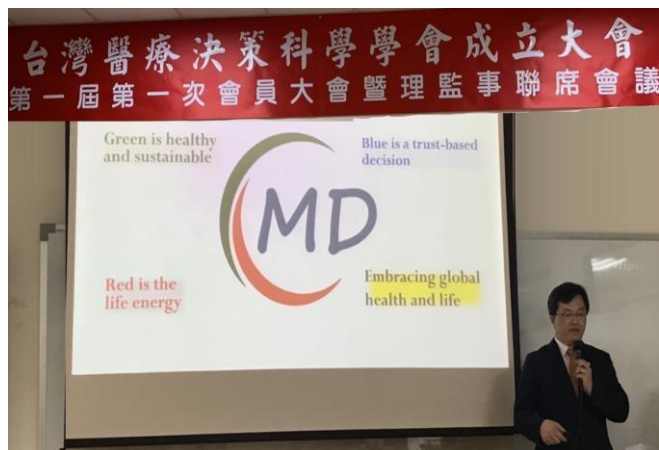 台灣醫療決策科學學會成立大會
第一屆第一次會員大會暨理監事聯席會議
Green is healthy
and sustainable
Blue is a trust-based
decision
MD
Red is the
life energy
Embracing global
health and life